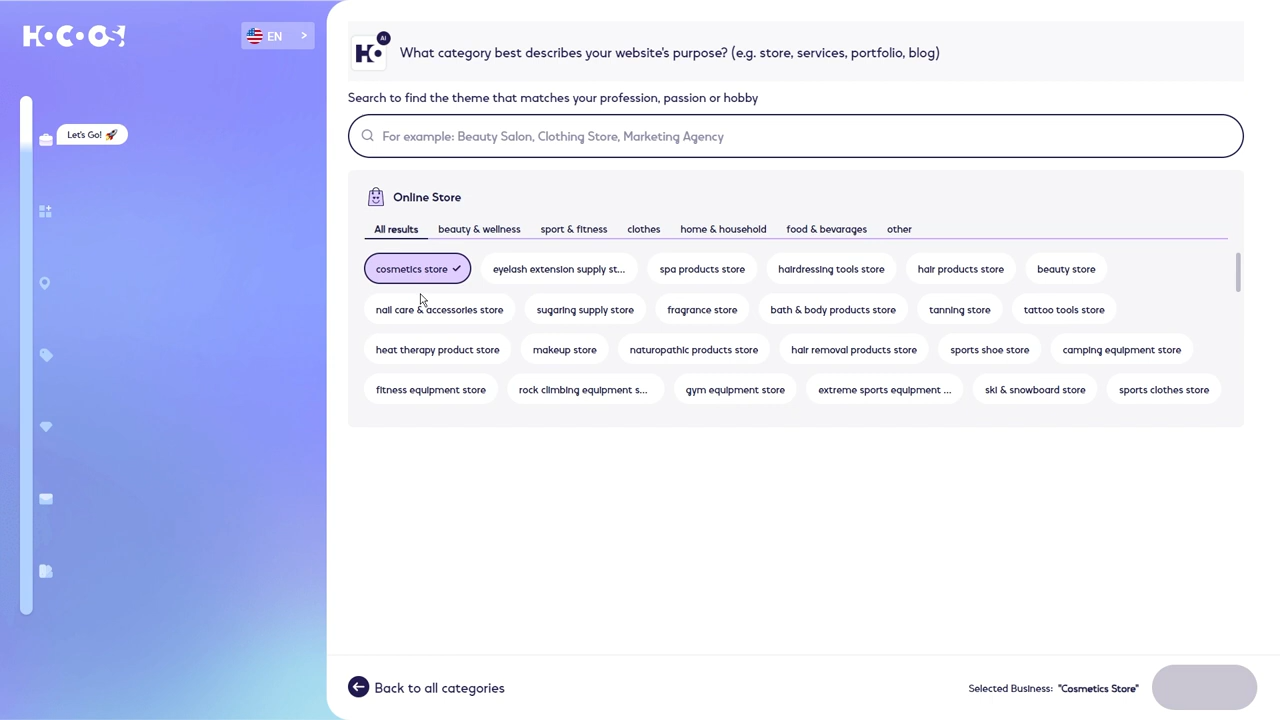 HOCOOS
EN
Let's Go! 🚀
AI
HO
What category best describes your website's purpose? (e.g. store, services, portfolio, blog)
Search to find the theme that matches your profession, passion or hobby
For example: Beauty Salon, Clothing Store, Marketing Agency
Online Store
All results beauty & wellness sport & fitness clothes home & household food & bevarages other
cosmetics store eyelash extension supply st... spa products store hairdressing tools store hair products store beauty store
nail care & accessories store sugaring supply store fragrance store bath & body products store tanning store tattoo tools store
heat therapy product store makeup store naturopathic products store hair removal products store sports shoe store camping equipment store
fitness equipment store rock climbing equipment s... gym equipment store extreme sports equipment ... ski & snowboard store sports clothes store
Back to all categories
Selected Business: "Cosmetics Store"